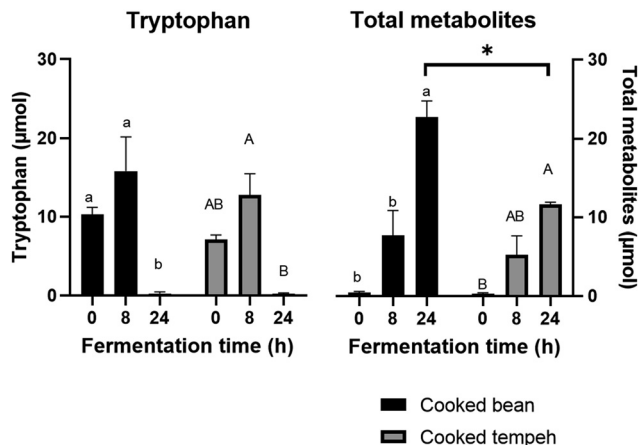 Tryptophan
Total metabolites
*
30
20
10
0
Tryptophan (µmol)
a
a
b
AB
A
B
0 8 24 0 8 24
Fermentation time (h)
b
b
a
B
AB
A
0 8 24 0 8 24
Fermentation time (h)
30
20
10
0
Total metabolites
(µmol)
Cooked bean
Cooked tempeh